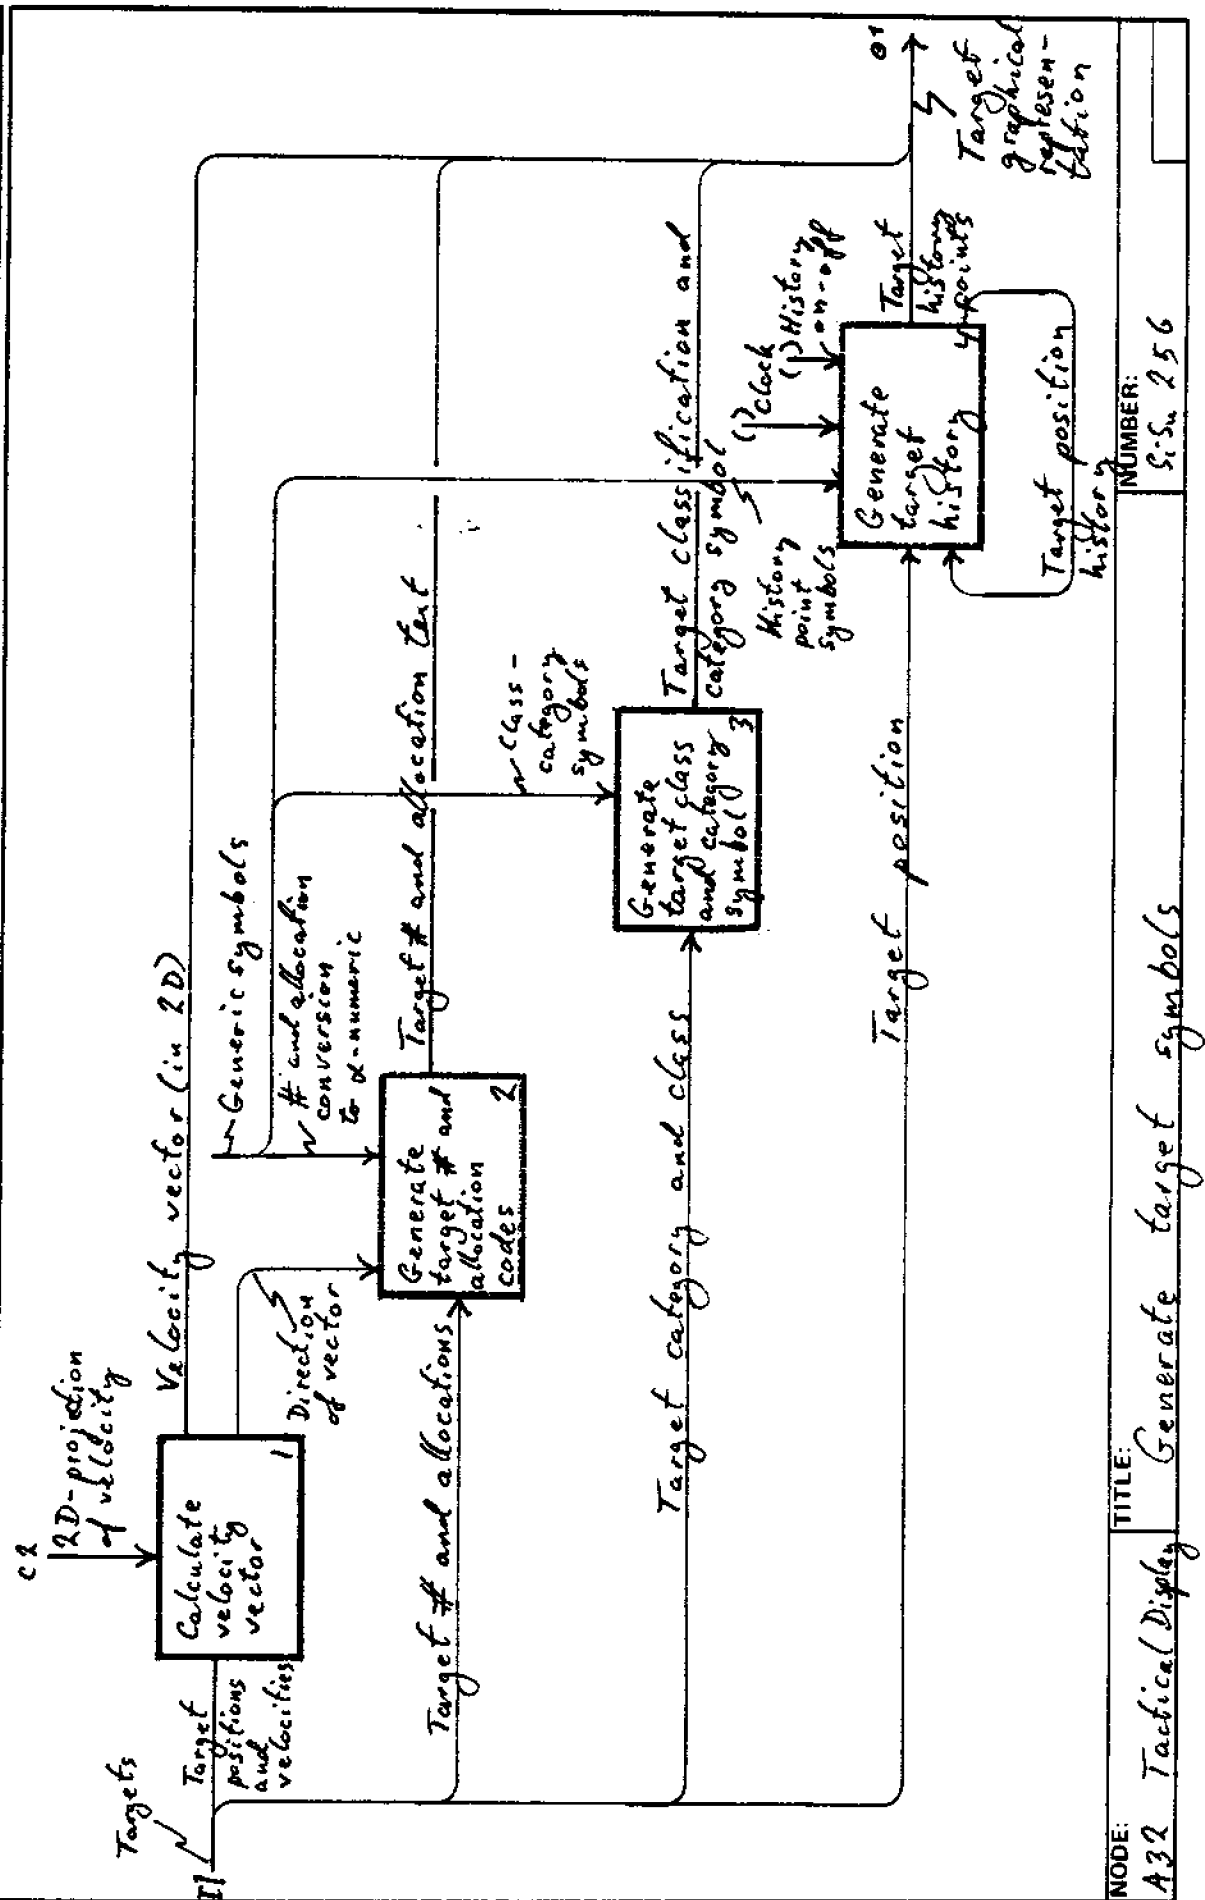 C2
2D-projection
of velocity
Targets
I1
Target
positions
and
velocities
Calculate
velocity
vector
1
Velocity vector (in 2D)
Direction
of vector
Generic symbols
# and allocation
conversion
to α-numeric
Target # and allocations
Generate
target # and
allocation
codes
2
Target # and allocation text
Class-
category
symbols
Target category and class
Generate
target class
and category
symbol
3
Target classification and
category symbol
History
point
symbols
( ) Clock
( ) History
on-off
Target position
Generate
target
history
4
Target
history
points
Target position
history
O1
Target
graphical
represen-
tation
NODE:
A32 Tactical Display
TITLE:
Generate target symbols
NUMBER:
SiSu 256